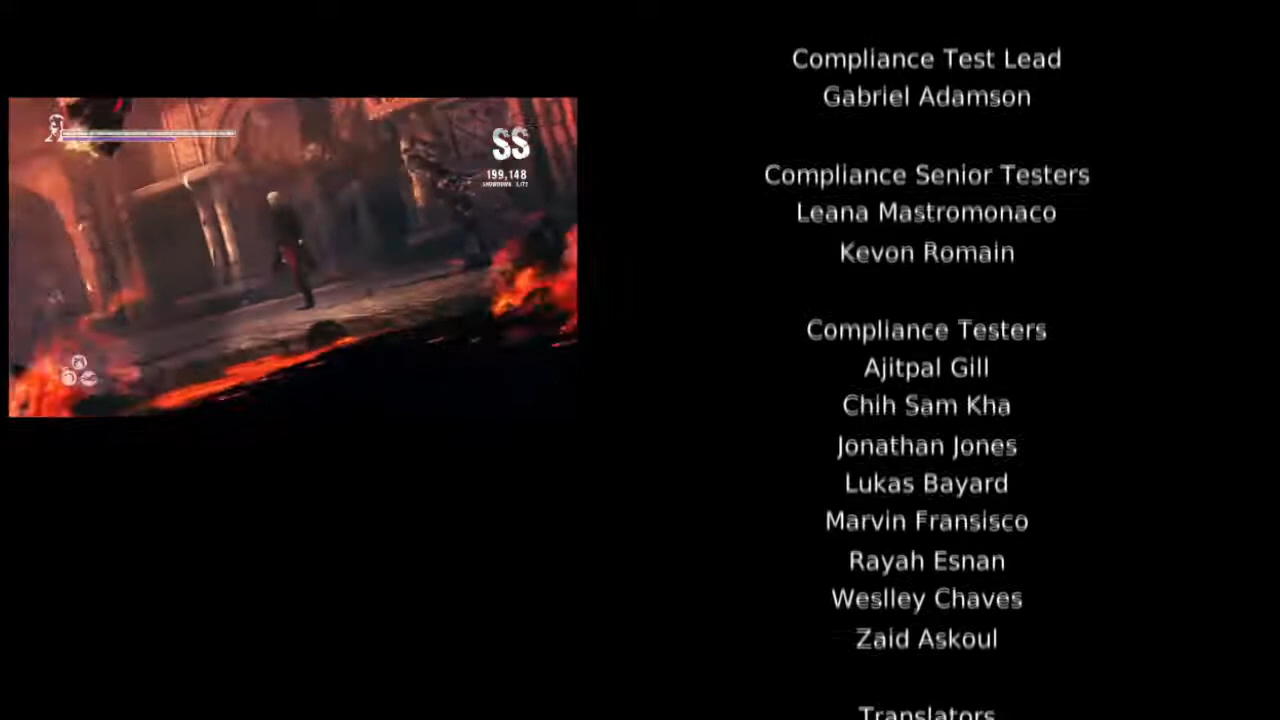 SS
199,148
Compliance Test Lead
Gabriel Adamson
Compliance Senior Testers
Leana Mastromonaco
Kevon Romain
Compliance Testers
Ajitpal Gill
Chih Sam Kha
Jonathan Jones
Lukas Bayard
Marvin Fransisco
Rayah Esnan
Weslley Chaves
Zaid Askoul
Translators